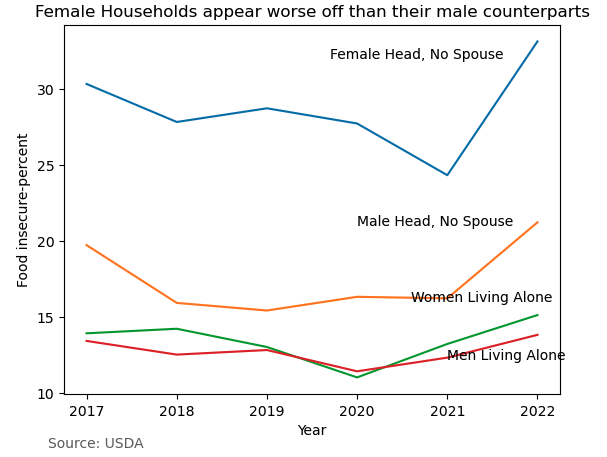 Female Households appear worse off than their male counterparts
Female Head, No Spouse
30
25
Food insecure-percent
Male Head, No Spouse
20
Women Living Alone
15
Men Living Alone
10
2017 2018 2019 2020 2021 2022
Year
Source: USDA